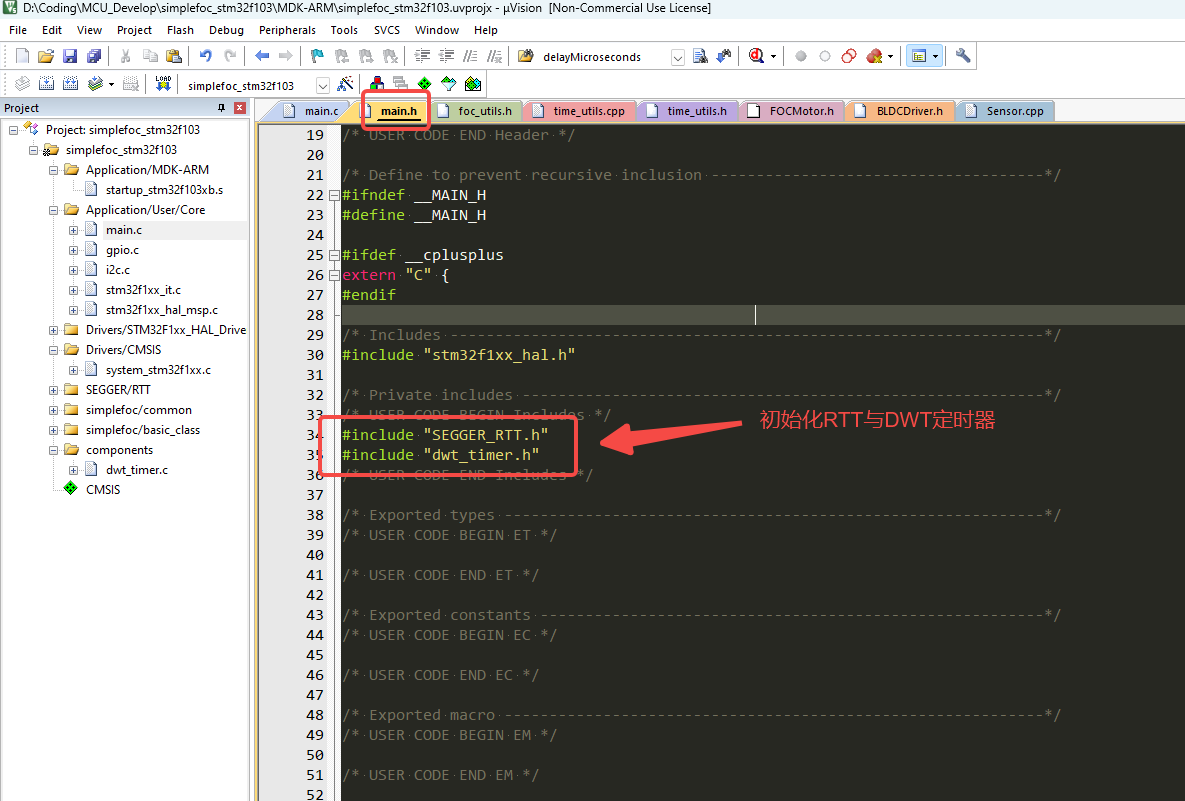 D:\Coding\MCU_Develop\simplefoc_stm32f103\MDK-ARM\simplefoc_stm32f103.uvprojx - µVision [Non-Commercial Use License]
File Edit View Project Flash Debug Peripherals Tools SVCS Window Help
delayMicroseconds
LOAD simplefoc_stm32f103
Project
main.c main.h foc_utils.h time_utils.cpp time_utils.h FOCMotor.h BLDCDriver.h Sensor.cpp
Project: simplefoc_stm32f103
simplefoc_stm32f103
Application/MDK-ARM
startup_stm32f103xb.s
Application/User/Core
main.c
gpio.c
i2c.c
stm32f1xx_it.c
stm32f1xx_hal_msp.c
Drivers/STM32F1xx_HAL_Drive
Drivers/CMSIS
system_stm32f1xx.c
SEGGER/RTT
simplefoc/common
simplefoc/basic_class
components
dwt_timer.c
CMSIS
19 /* USER CODE END Header */
20
21 /* Define to prevent recursive inclusion -------------------------------------*/
22 #ifndef __MAIN_H
23 #define __MAIN_H
24
25 #ifdef __cplusplus
26 extern "C" {
27 #endif
28
29 /* Includes ------------------------------------------------------------------*/
30 #include "stm32f1xx_hal.h"
31
32 /* Private includes ----------------------------------------------------------*/
33 /* USER CODE BEGIN Includes */
34 #include "SEGGER_RTT.h"
35 #include "dwt_timer.h"
36 /* USER CODE END Includes */
37
38 /* Exported types ------------------------------------------------------------*/
39 /* USER CODE BEGIN ET */
40
41 /* USER CODE END ET */
42
43 /* Exported constants --------------------------------------------------------*/
44 /* USER CODE BEGIN EC */
45
46 /* USER CODE END EC */
47
48 /* Exported macro ------------------------------------------------------------*/
49 /* USER CODE BEGIN EM */
50
51 /* USER CODE END EM */
52
初始化RTT与DWT定时器